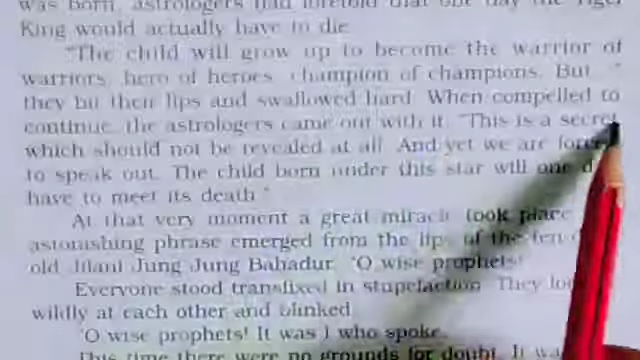 was born, astrologers had foretold that one day the Tiger
King would actually have to die.
"The child will grow up to become the warrior of
warriors, hero of heroes, champion of champions. But..."
they bit their lips and swallowed hard. When compelled to
continue, the astrologers came out with it. "This is a secret
which should not be revealed at all. And yet we are forced
to speak out. The child born under this star will one
have to meet its death."
At that very moment a great miracle took place.
astonishing phrase emerged from the lips of the ten
old Jilani Jung Jung Bahadur, "O wise prophets!
Everyone stood transfixed in stupefaction. They
wildly at each other and blinked.
'O wise prophets! It was I who spoke.
This time there were no grounds for doubt. It was